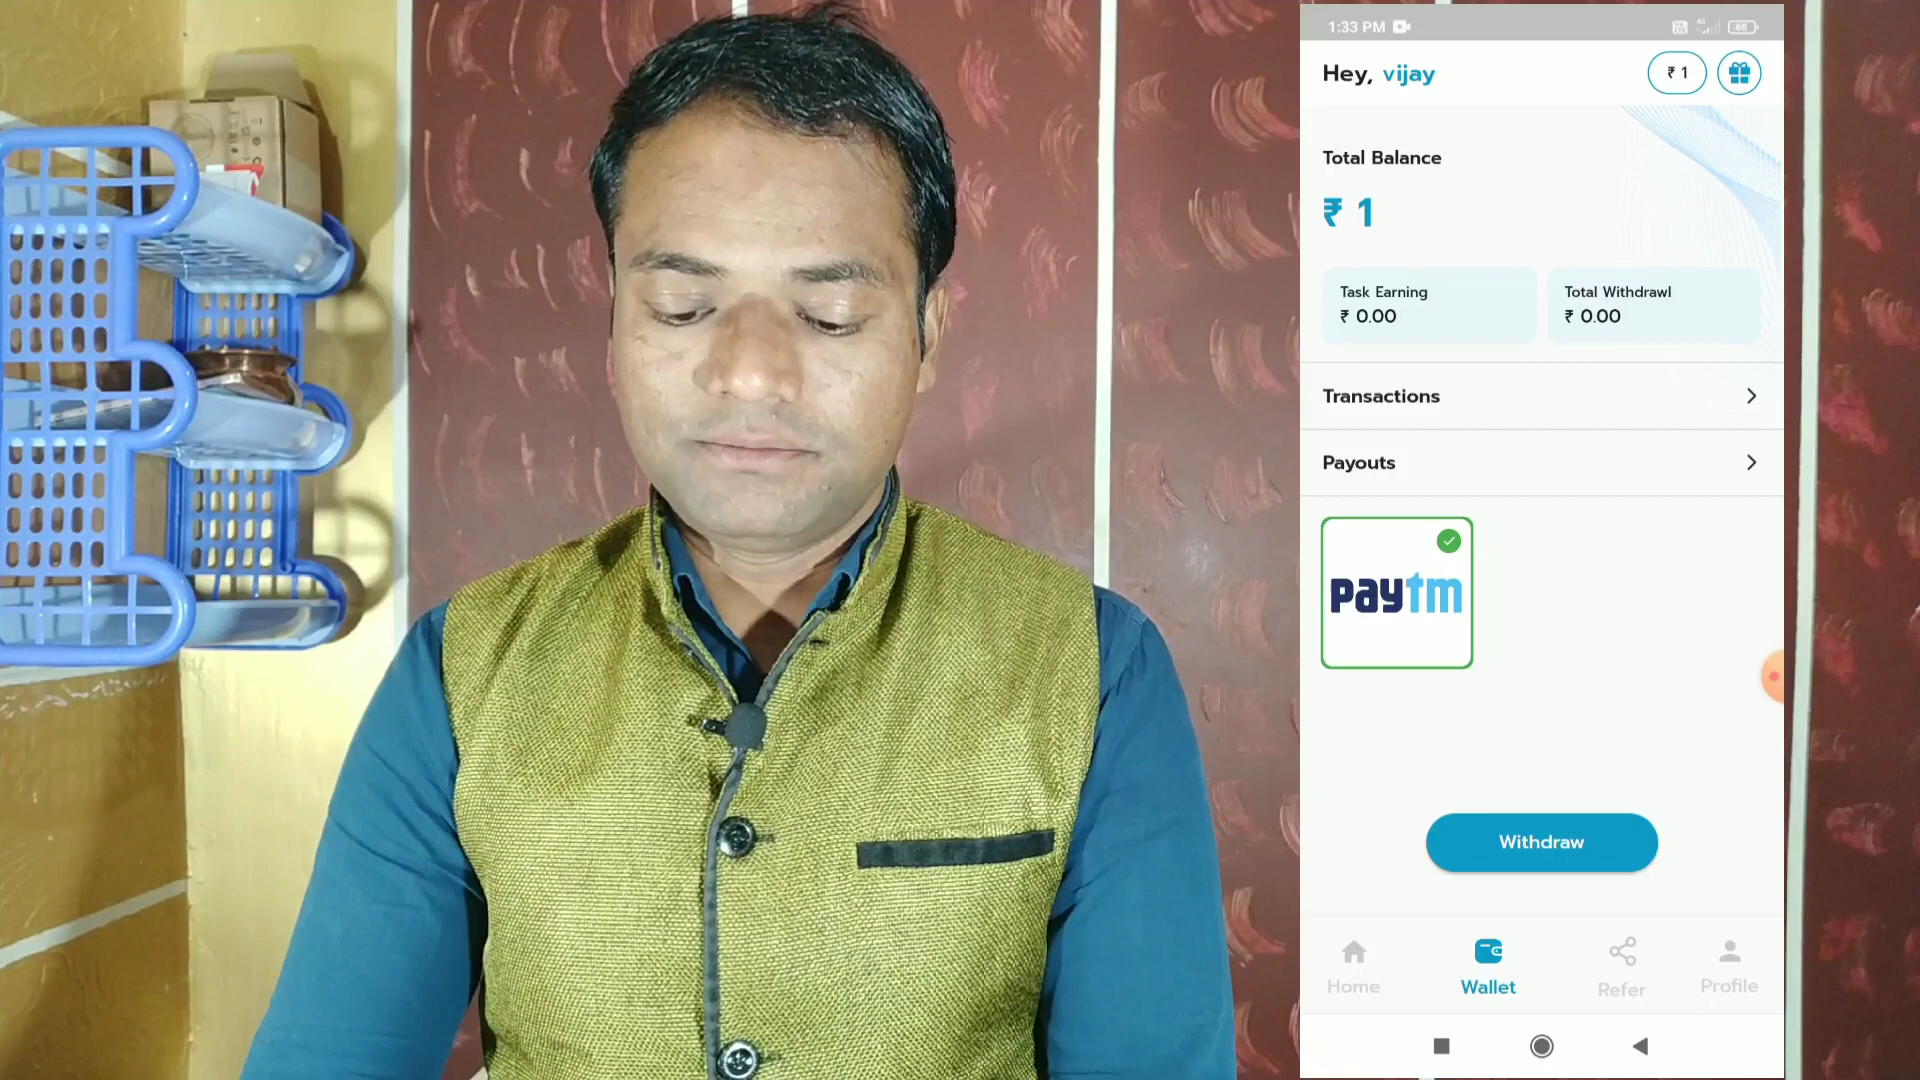 1:33 PM
Hey, vijay
₹ 1
Total Balance
₹ 1
Task Earning
Total Withdrawl
₹ 0.00
₹ 0.00
Transactions
Payouts
paytm
Withdraw
Home
Wallet
Refer
Profile